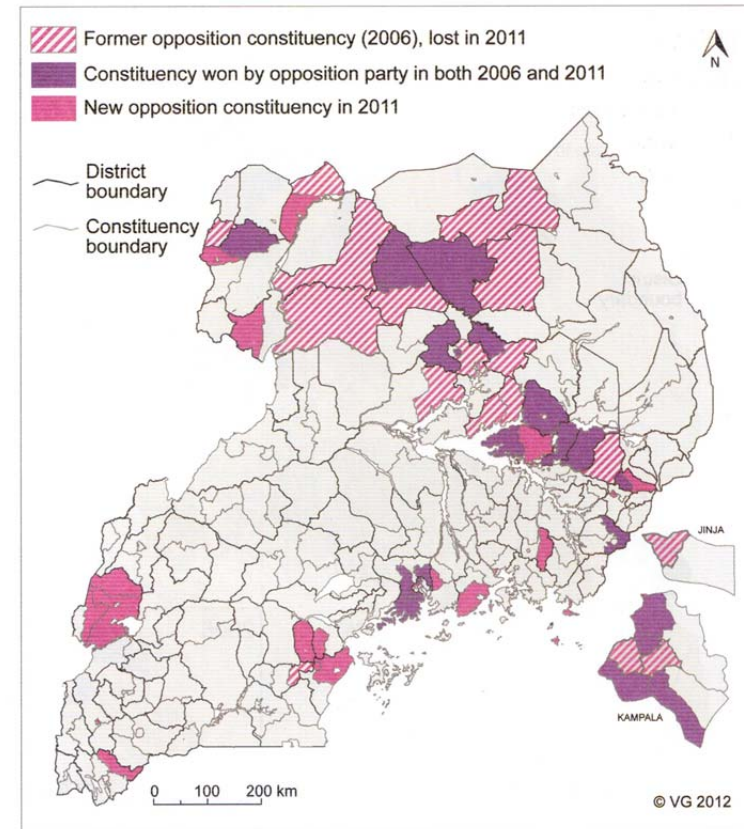 Former opposition constituency (2006), lost in 2011
N
Constituency won by opposition party in both 2006 and 2011
New opposition constituency in 2011
District
boundary
Constituency
boundary
JINJA
KAMPALA
0 100 200 km
© VG 2012